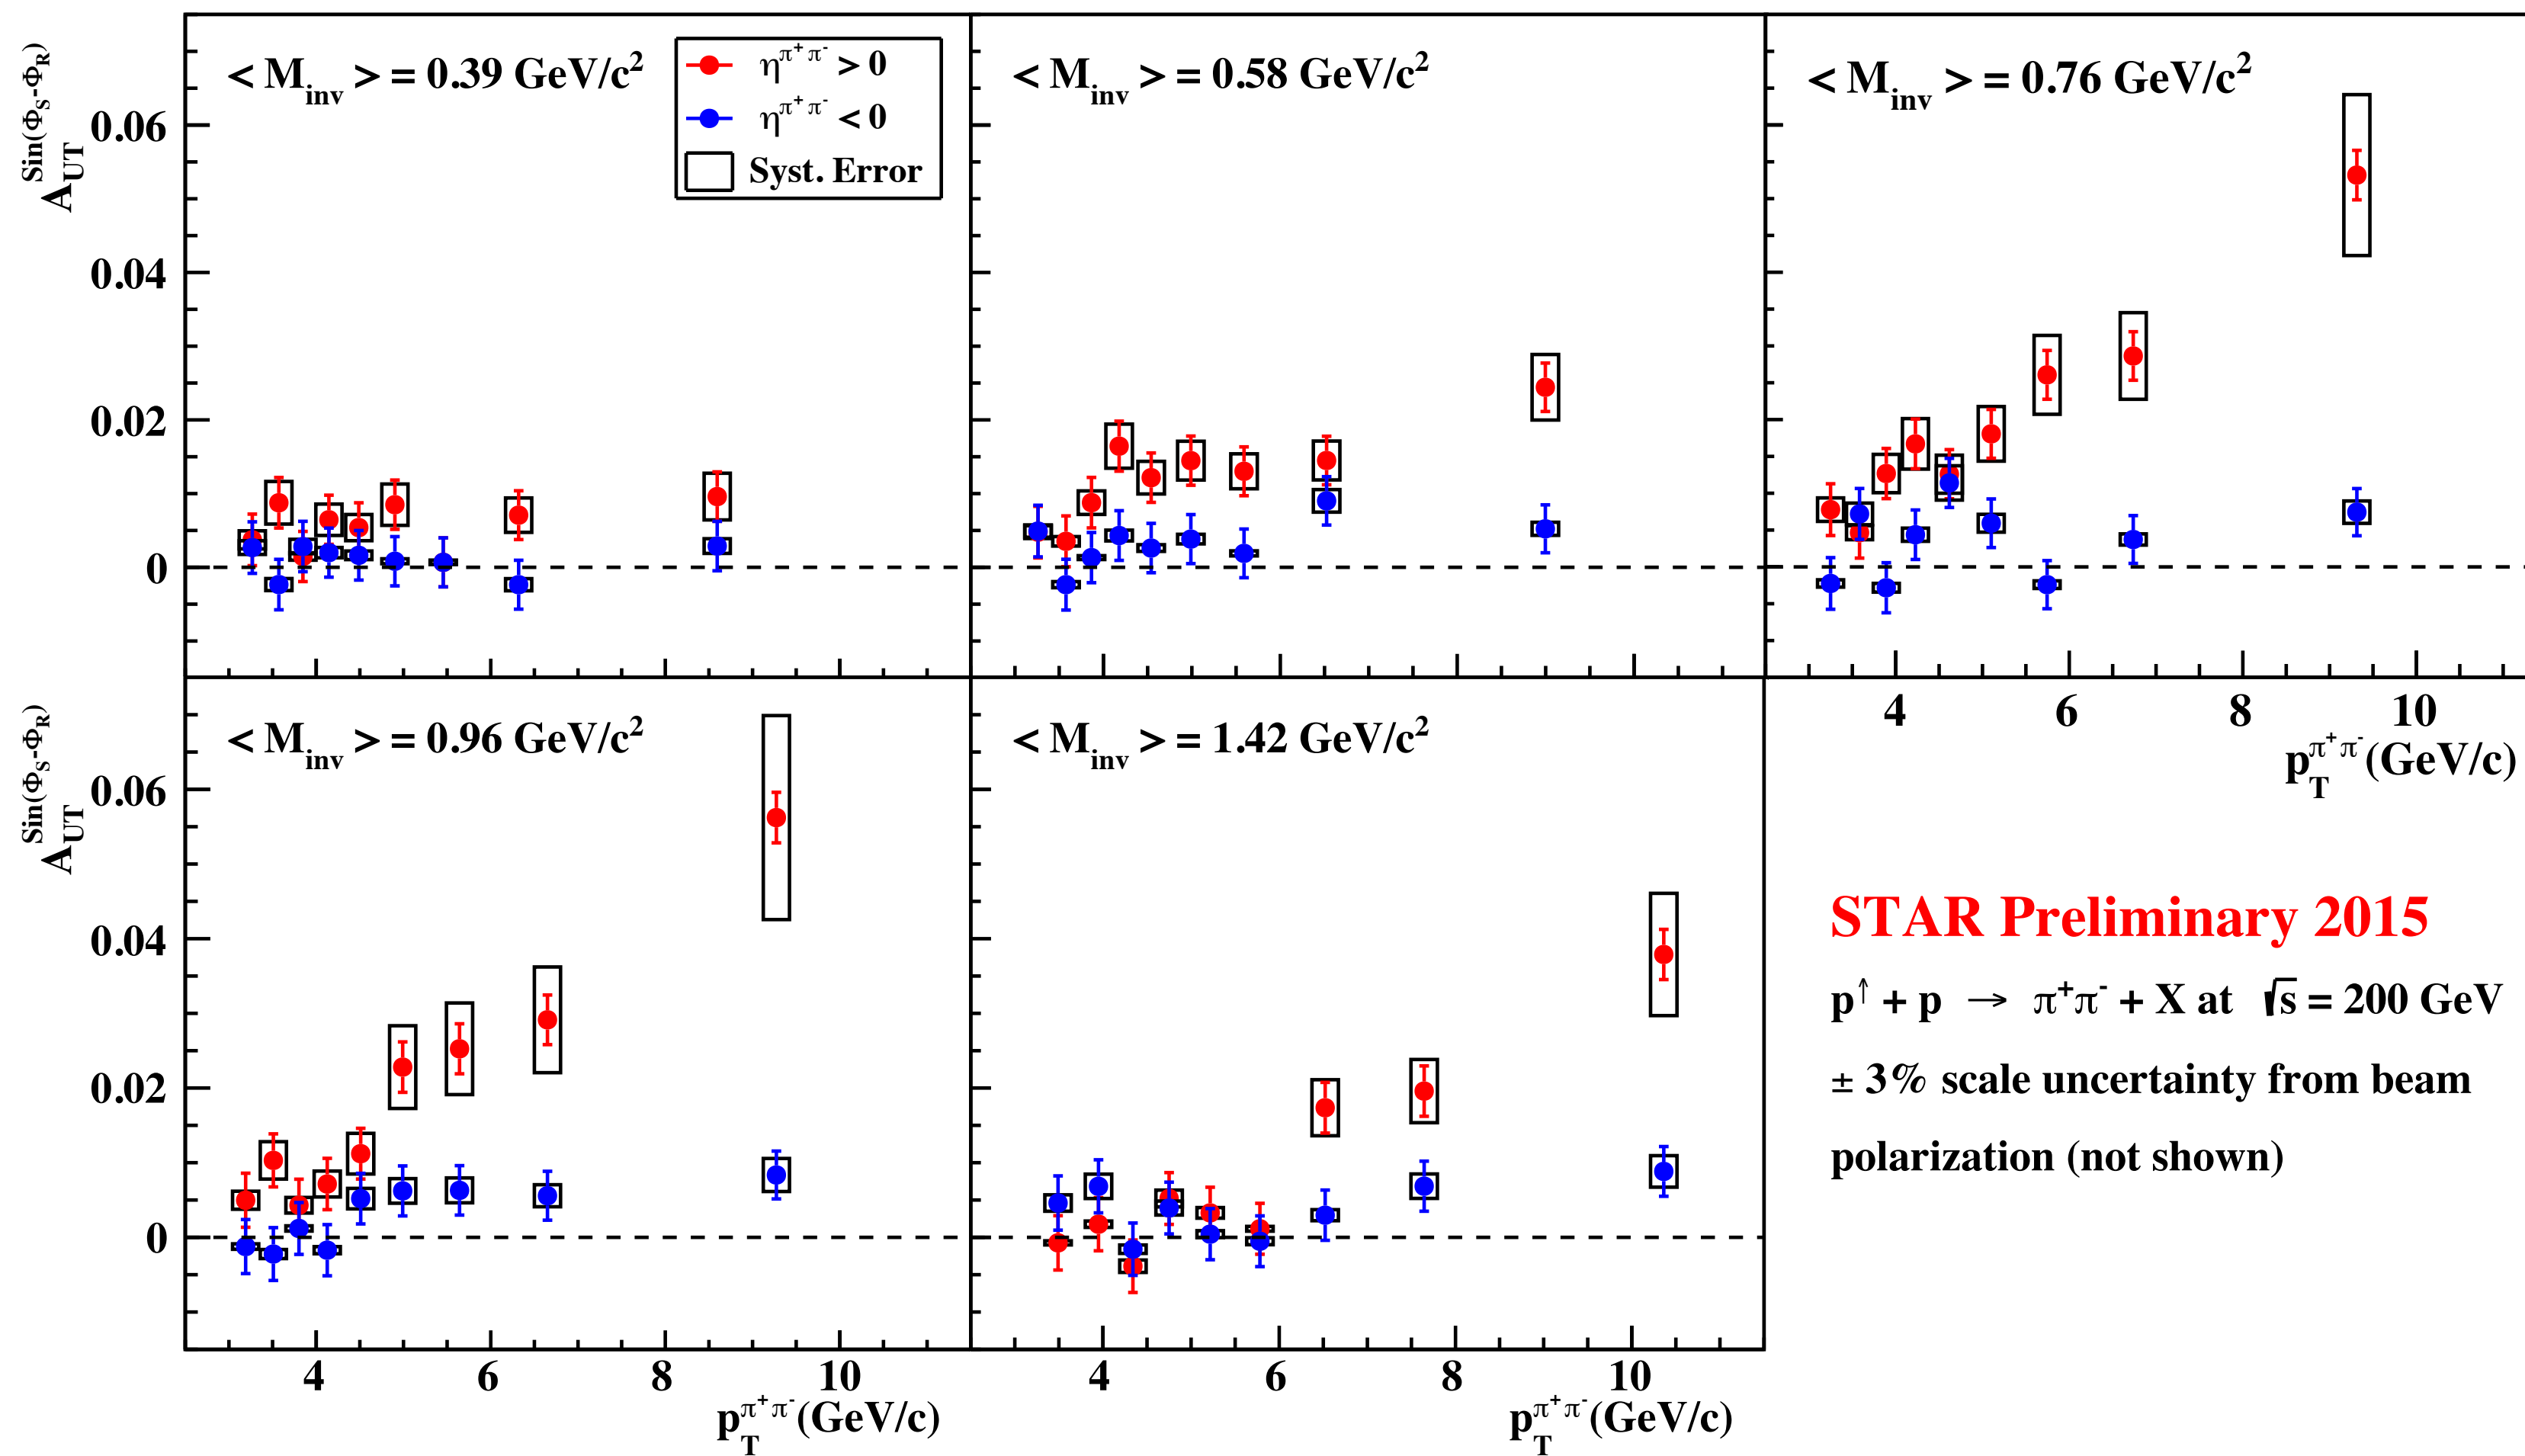 A_UT^Sin(Φ_S-Φ_R)
< M_inv > = 0.39 GeV/c²
η^π⁺π⁻ > 0
η^π⁺π⁻ < 0
Syst. Error
< M_inv > = 0.58 GeV/c²
< M_inv > = 0.76 GeV/c²
0.06
0.04
0.02
0
4 6 8 10
p_T^π⁺π⁻(GeV/c)
A_UT^Sin(Φ_S-Φ_R)
< M_inv > = 0.96 GeV/c²
< M_inv > = 1.42 GeV/c²
0.06
0.04
0.02
0
4 6 8 10
p_T^π⁺π⁻(GeV/c)
4 6 8 10
p_T^π⁺π⁻(GeV/c)
STAR Preliminary 2015
p^↑ + p → π⁺π⁻ + X at √s = 200 GeV
± 3% scale uncertainty from beam
polarization (not shown)